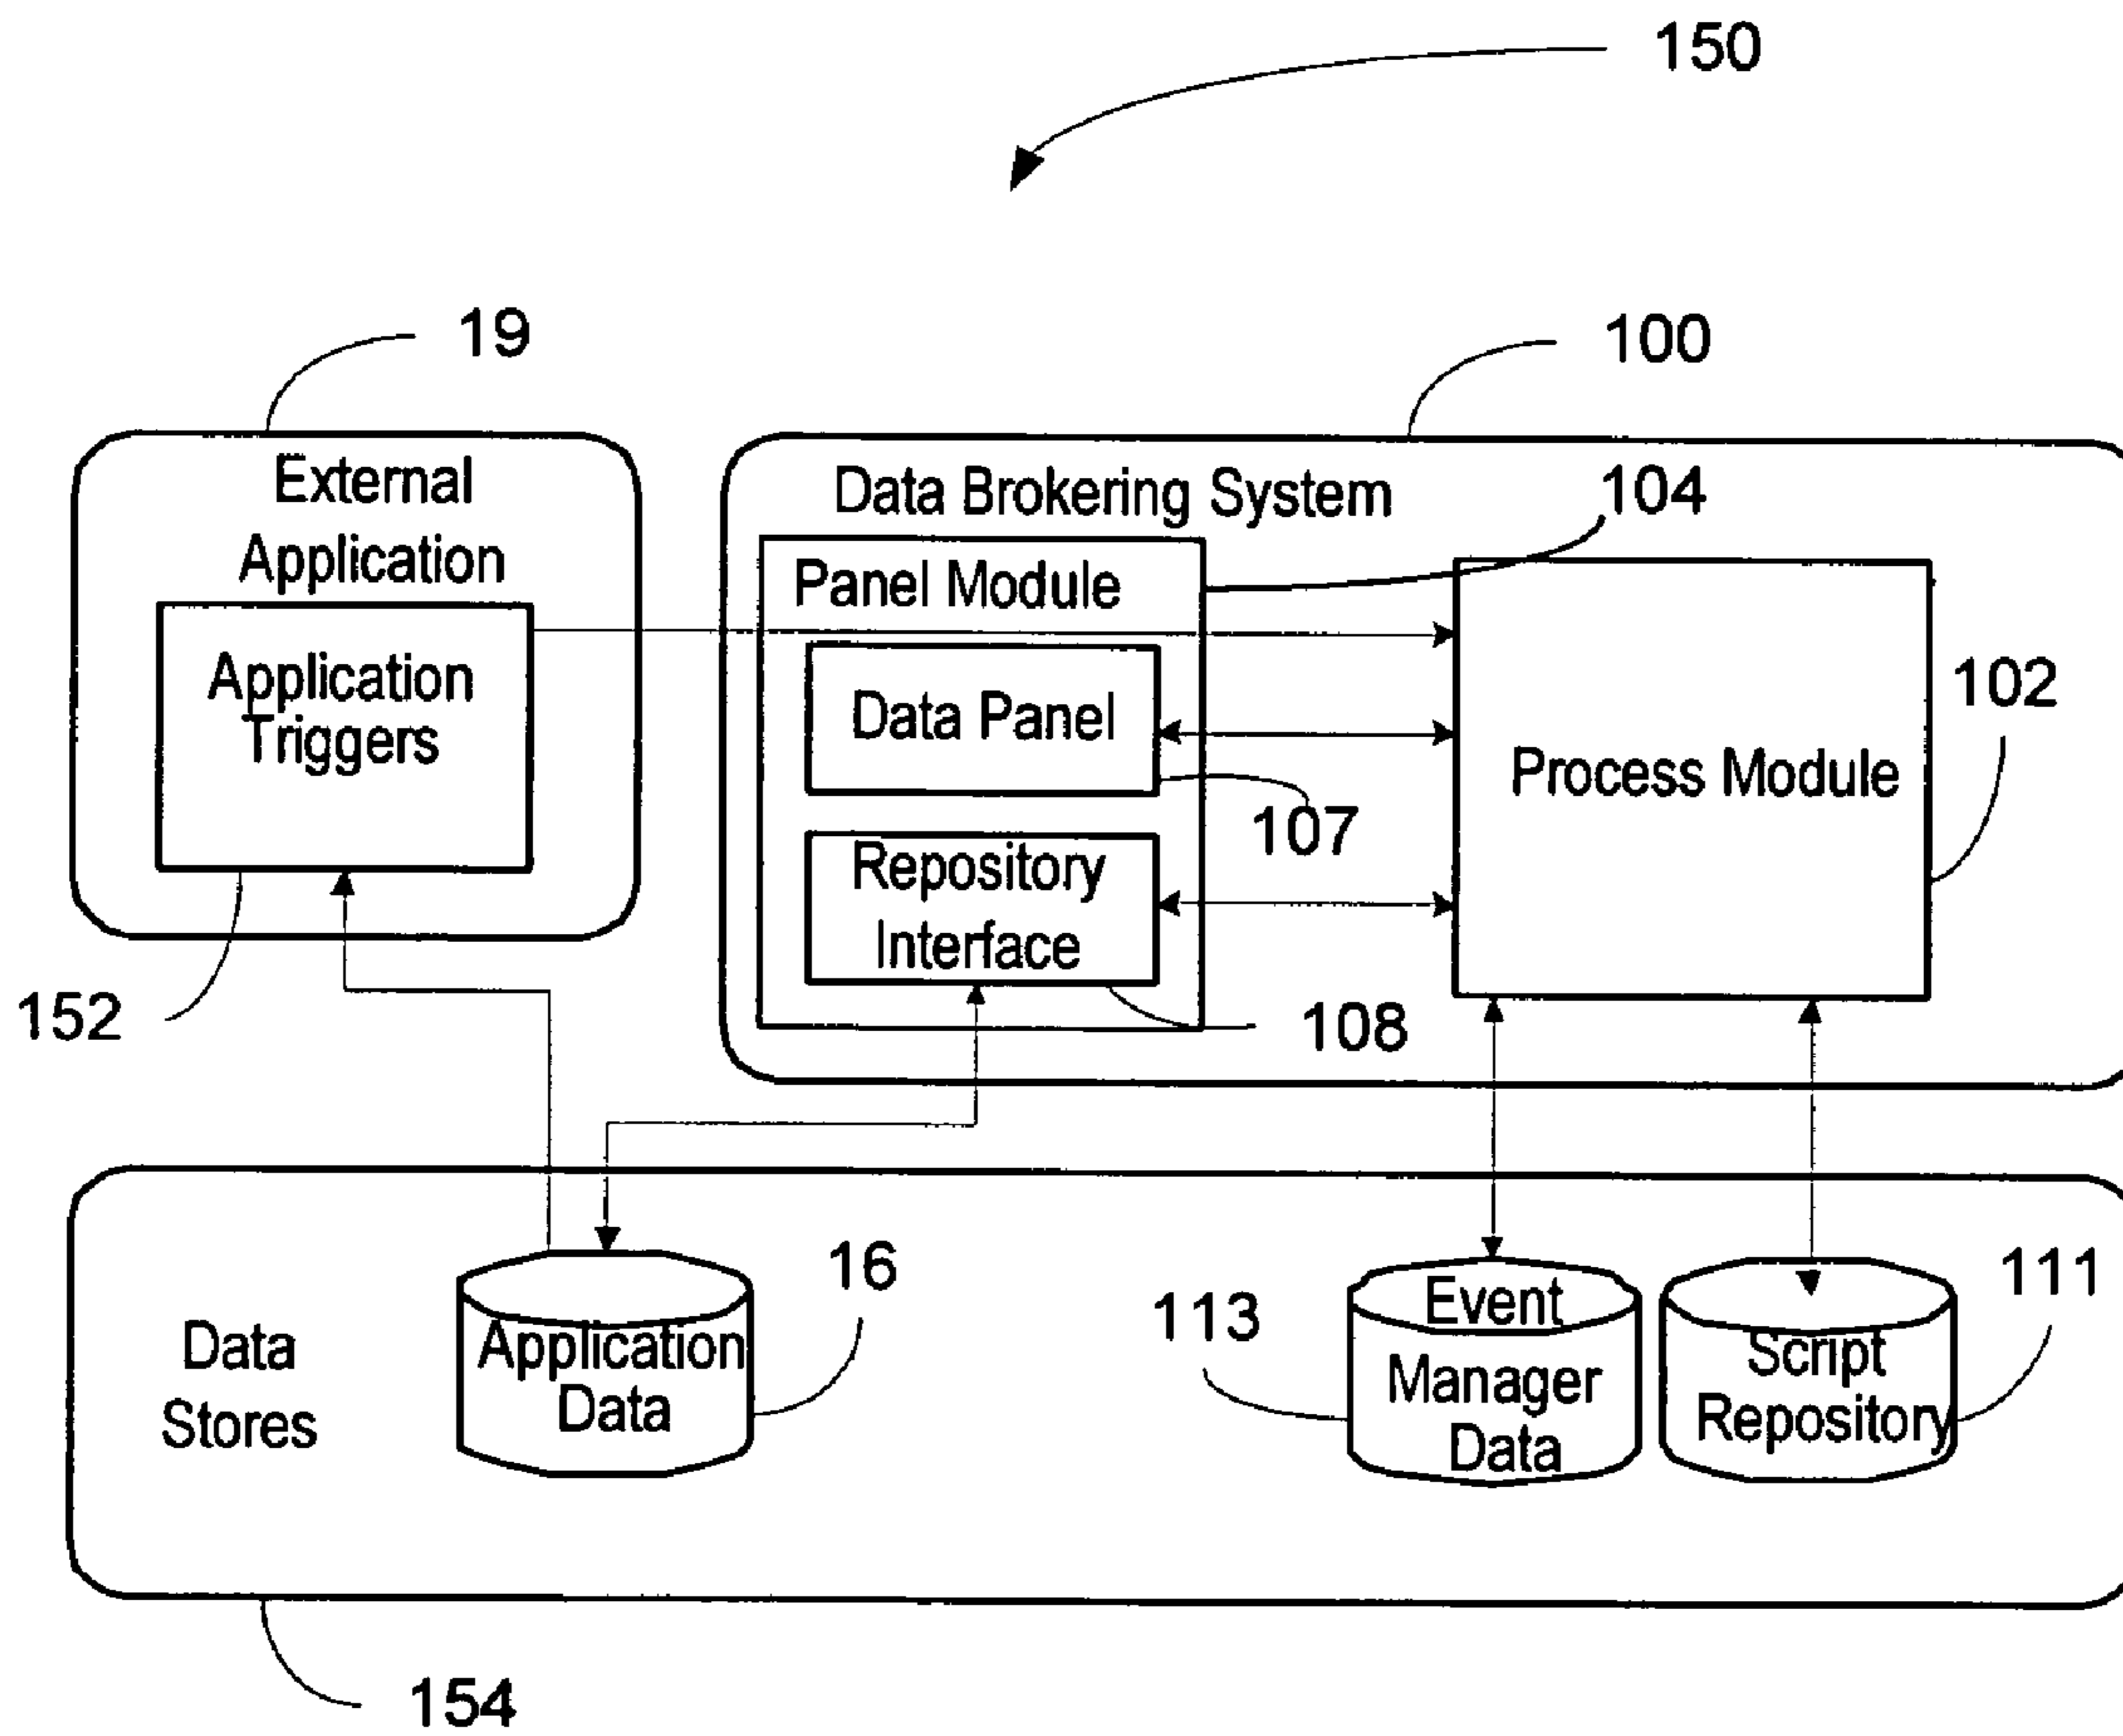 150
19
100
External
Application
Data Brokering System
104
Panel Module
Application
Triggers
Data Panel
102
Process Module
107
Repository
Interface
152
108
16
111
113
Event
Manager
Data
Script
Repository
Application
Data
Data
Stores
154